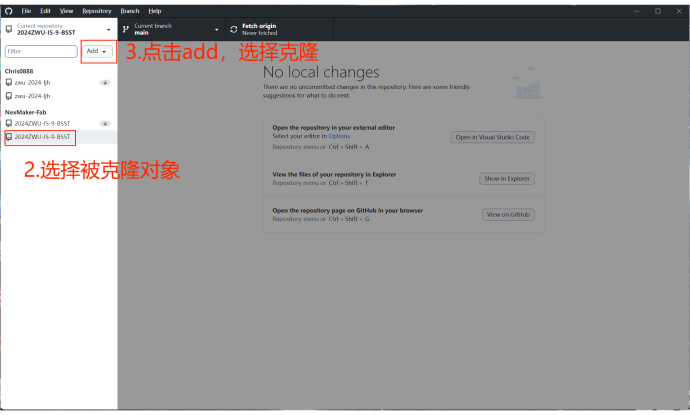 File Edit View Repository Branch Help
Current repository
2024ZWU-IS-9-BSST
Current branch
main
Fetch origin
Never fetched
Filter
Add
3.点击add，选择克隆
Chris0888
zwu-2024-ljh
zwu-2024-ljh
NexMaker-Fab
2024ZWU-IS-9-BSST
2024ZWU-IS-9-BSST
2.选择被克隆对象
No local changes
There are no uncommitted changes in this repository. Here are some friendly
suggestions for what to do next.
Open the repository in your external editor
Select your editor in Options
Repository menu or Ctrl + Shift + A
Open in Visual Studio Code
View the files of your repository in Explorer
Repository menu or Ctrl + Shift + F
Show in Explorer
Open the repository page on GitHub in your browser
Repository menu or Ctrl + Shift + G
View on GitHub